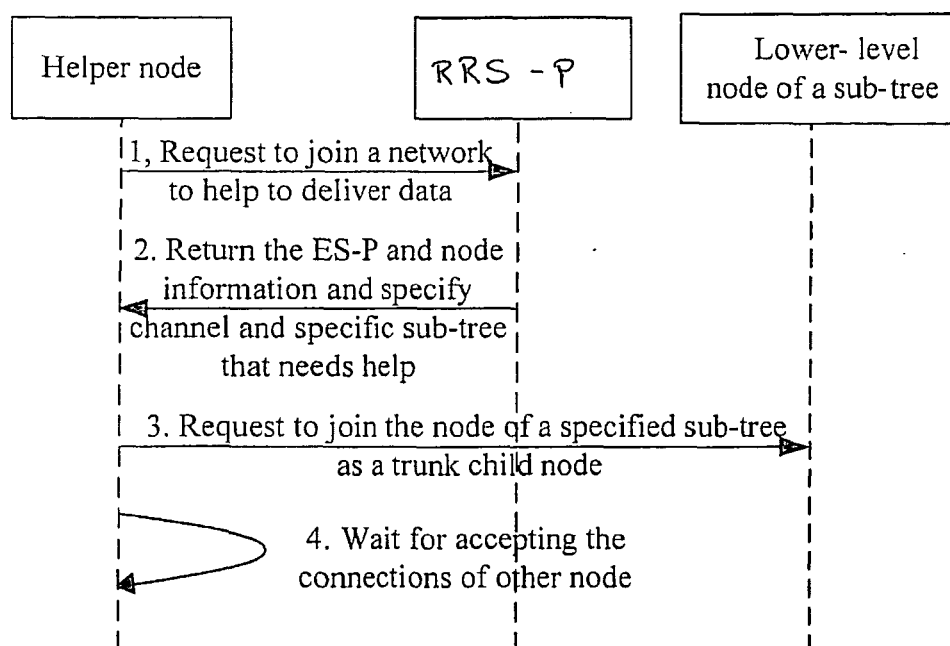 Helper node
RRS - P
Lower- level
node of a sub-tree
1, Request to join a network
to help to deliver data
2. Return the ES-P and node
information and specify
channel and specific sub-tree
that needs help
3. Request to join the node of a specified sub-tree
as a trunk child node
4. Wait for accepting the
connections of other node